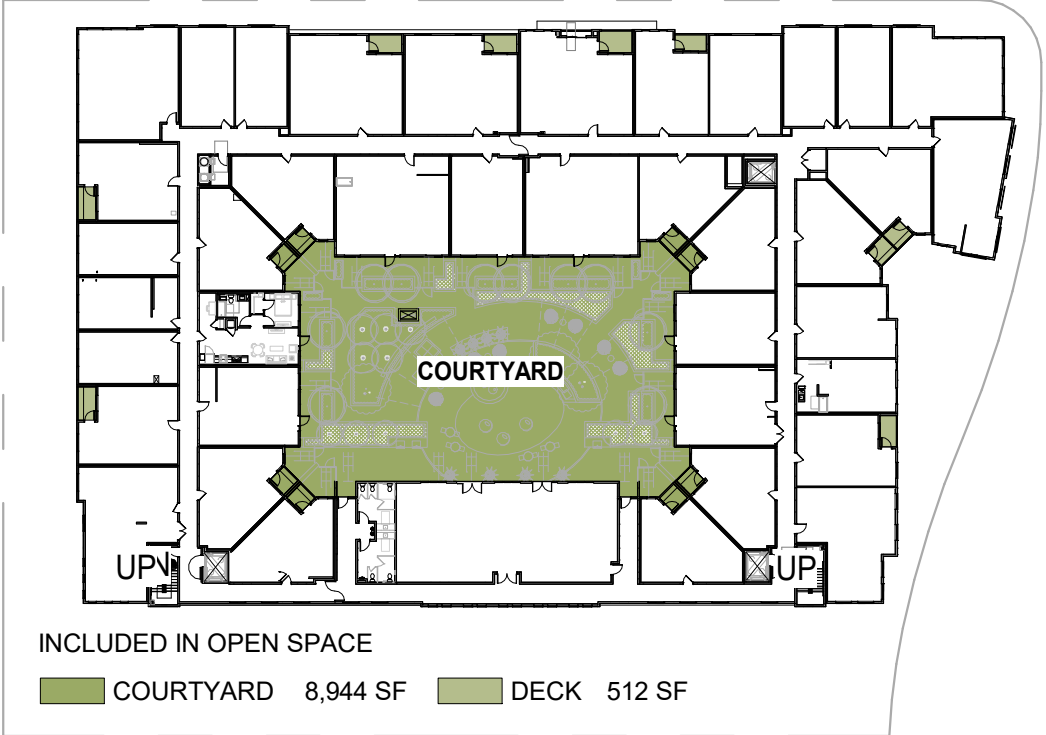 COURTYARD
UP
UP
INCLUDED IN OPEN SPACE
COURTYARD 8,944 SF DECK 512 SF